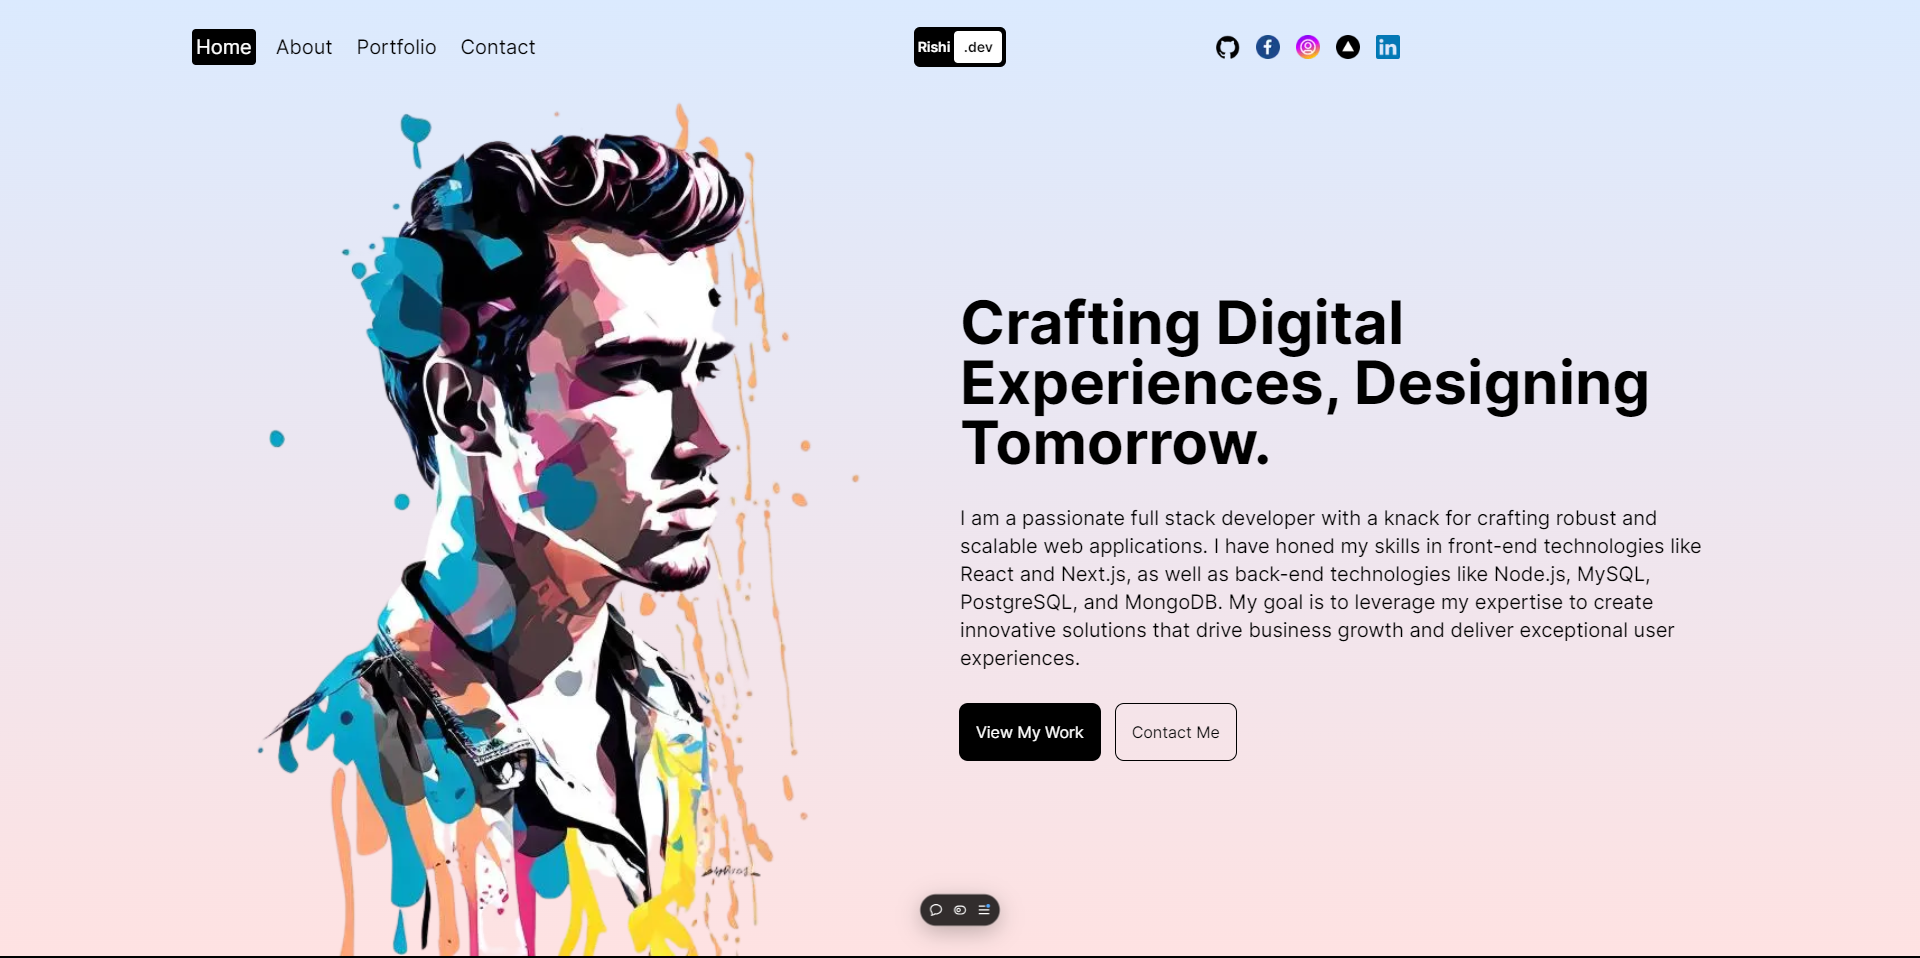 Home About Portfolio Contact
Rishi .dev
Crafting Digital
Experiences, Designing
Tomorrow.
I am a passionate full stack developer with a knack for crafting robust and
scalable web applications. I have honed my skills in front-end technologies like
React and Next.js, as well as back-end technologies like Node.js, MySQL,
PostgreSQL, and MongoDB. My goal is to leverage my expertise to create
innovative solutions that drive business growth and deliver exceptional user
experiences.
View My Work Contact Me